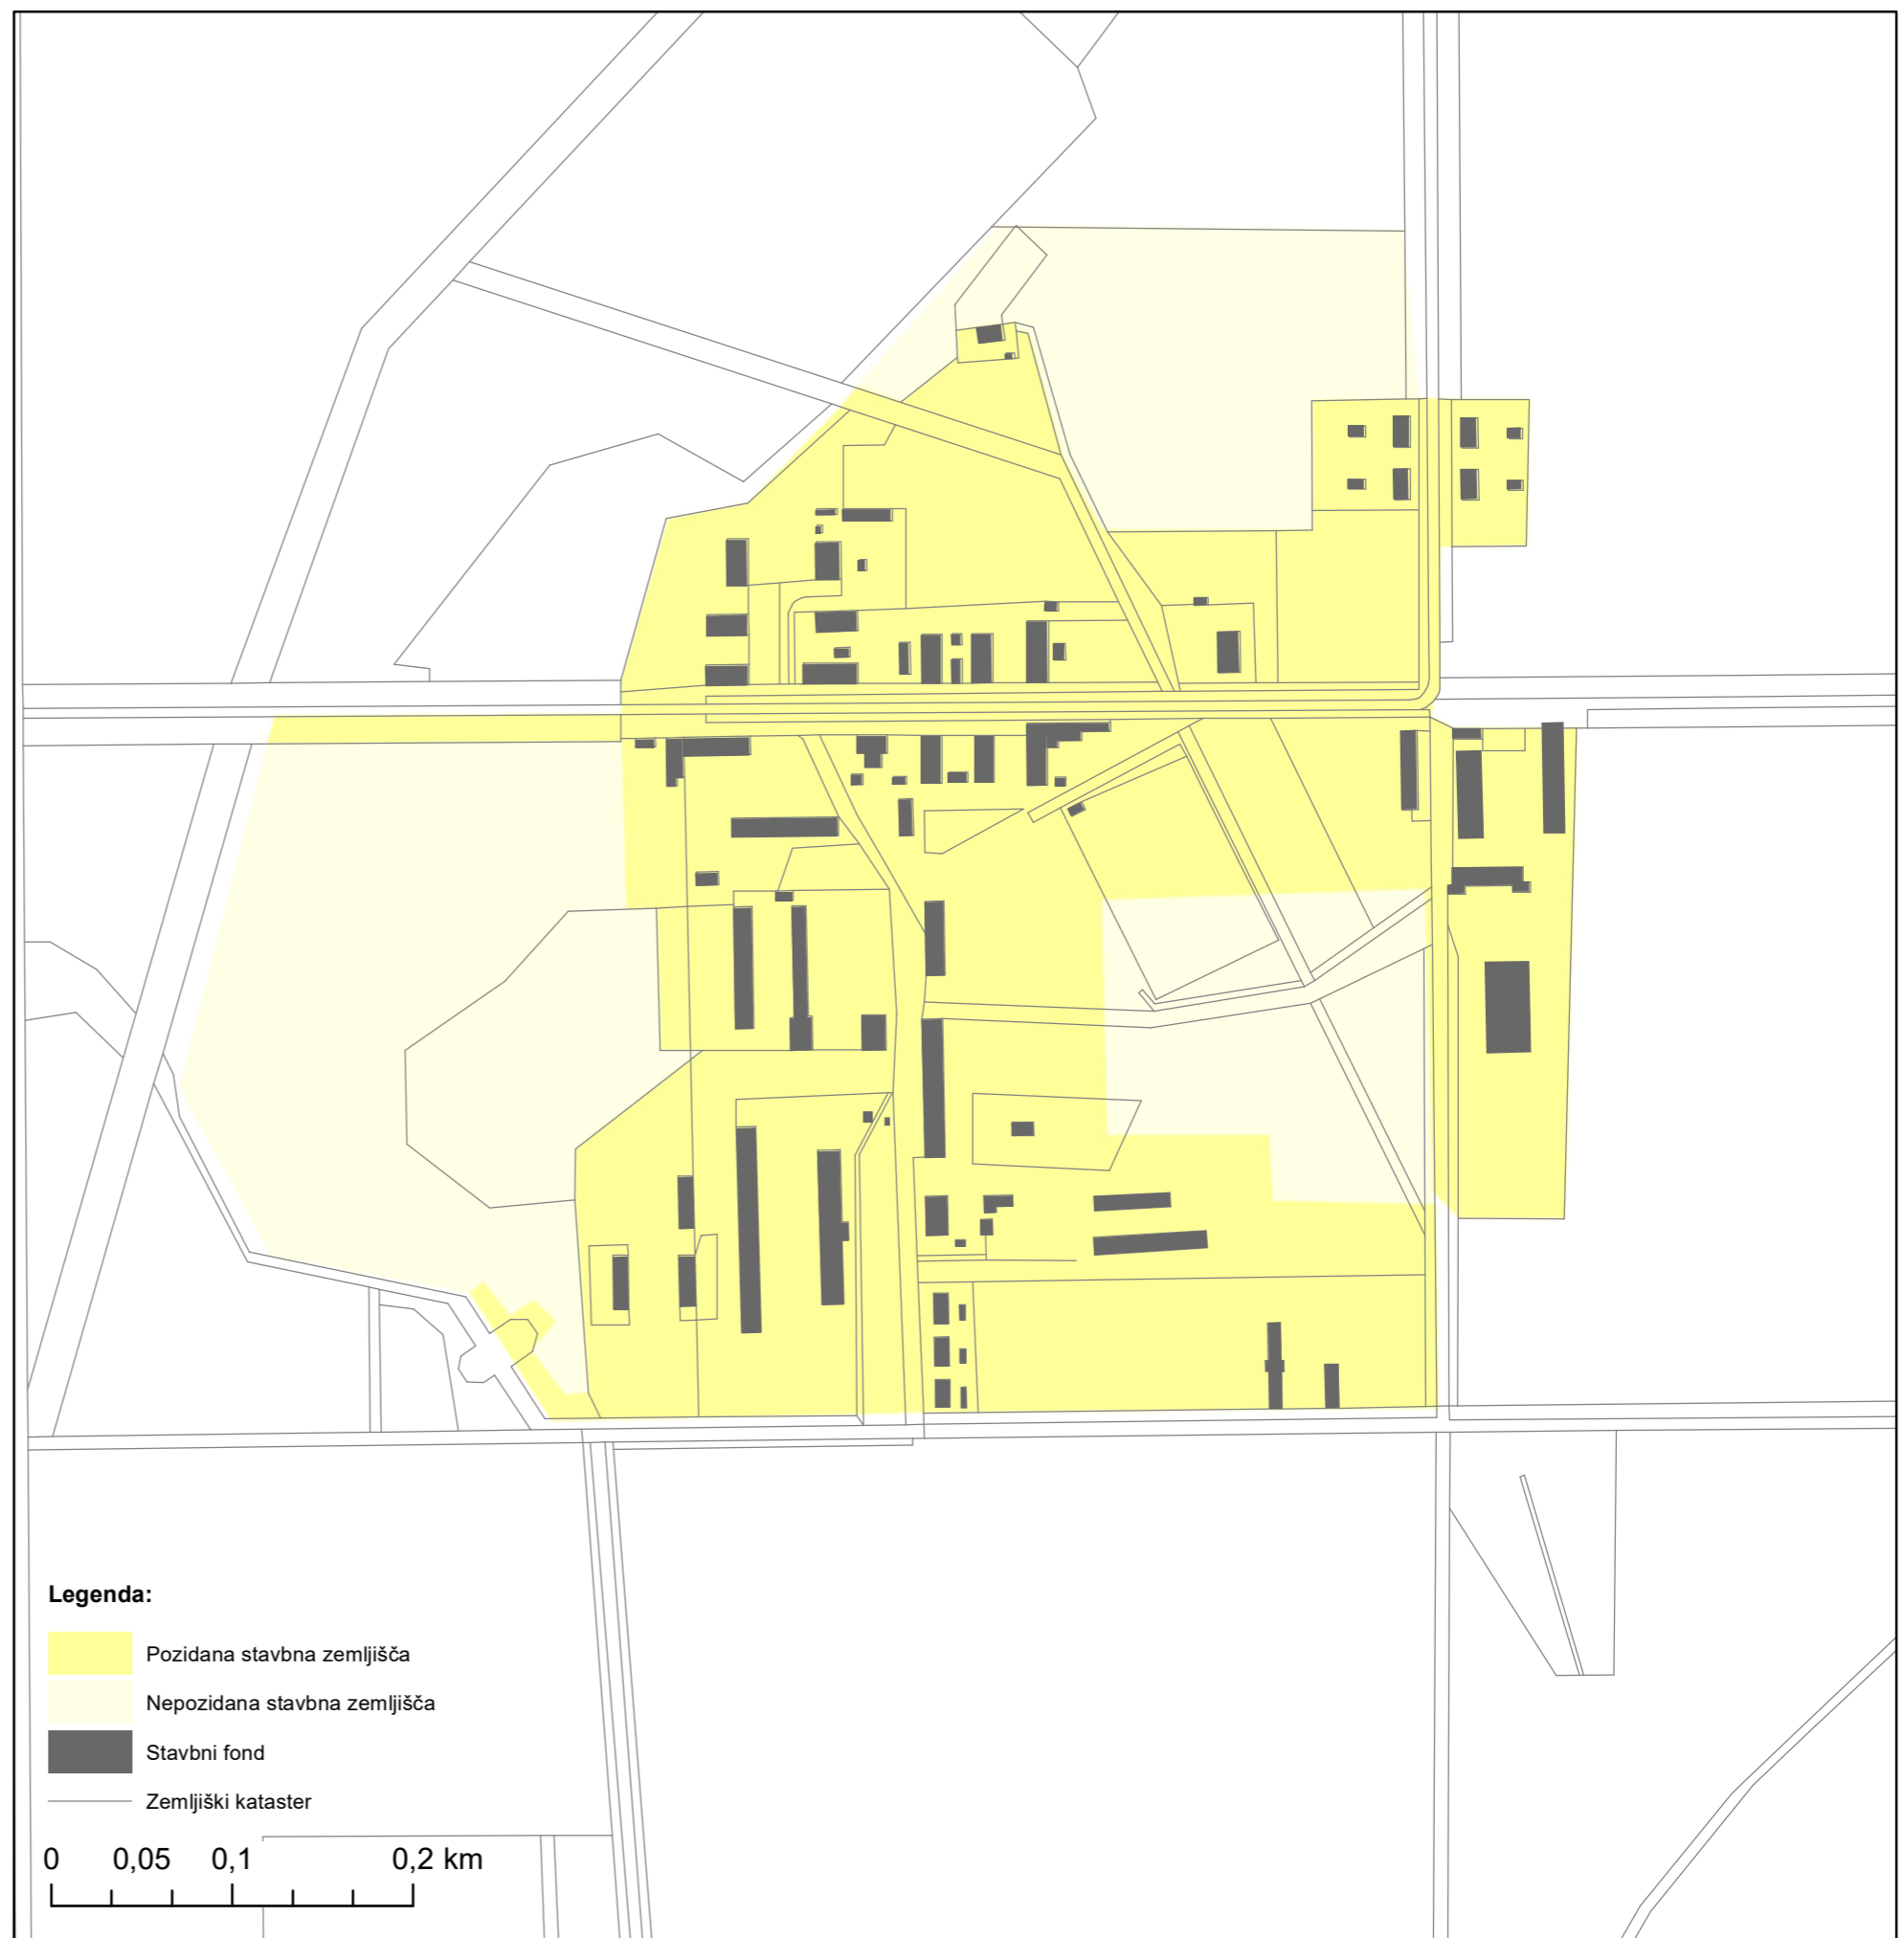 Legenda:
Pozidana stavbna zemljišča
Nepozidana stavbna zemljišča
Stavbni fond
Zemljiški kataster
0 0,05 0,1 0,2 km